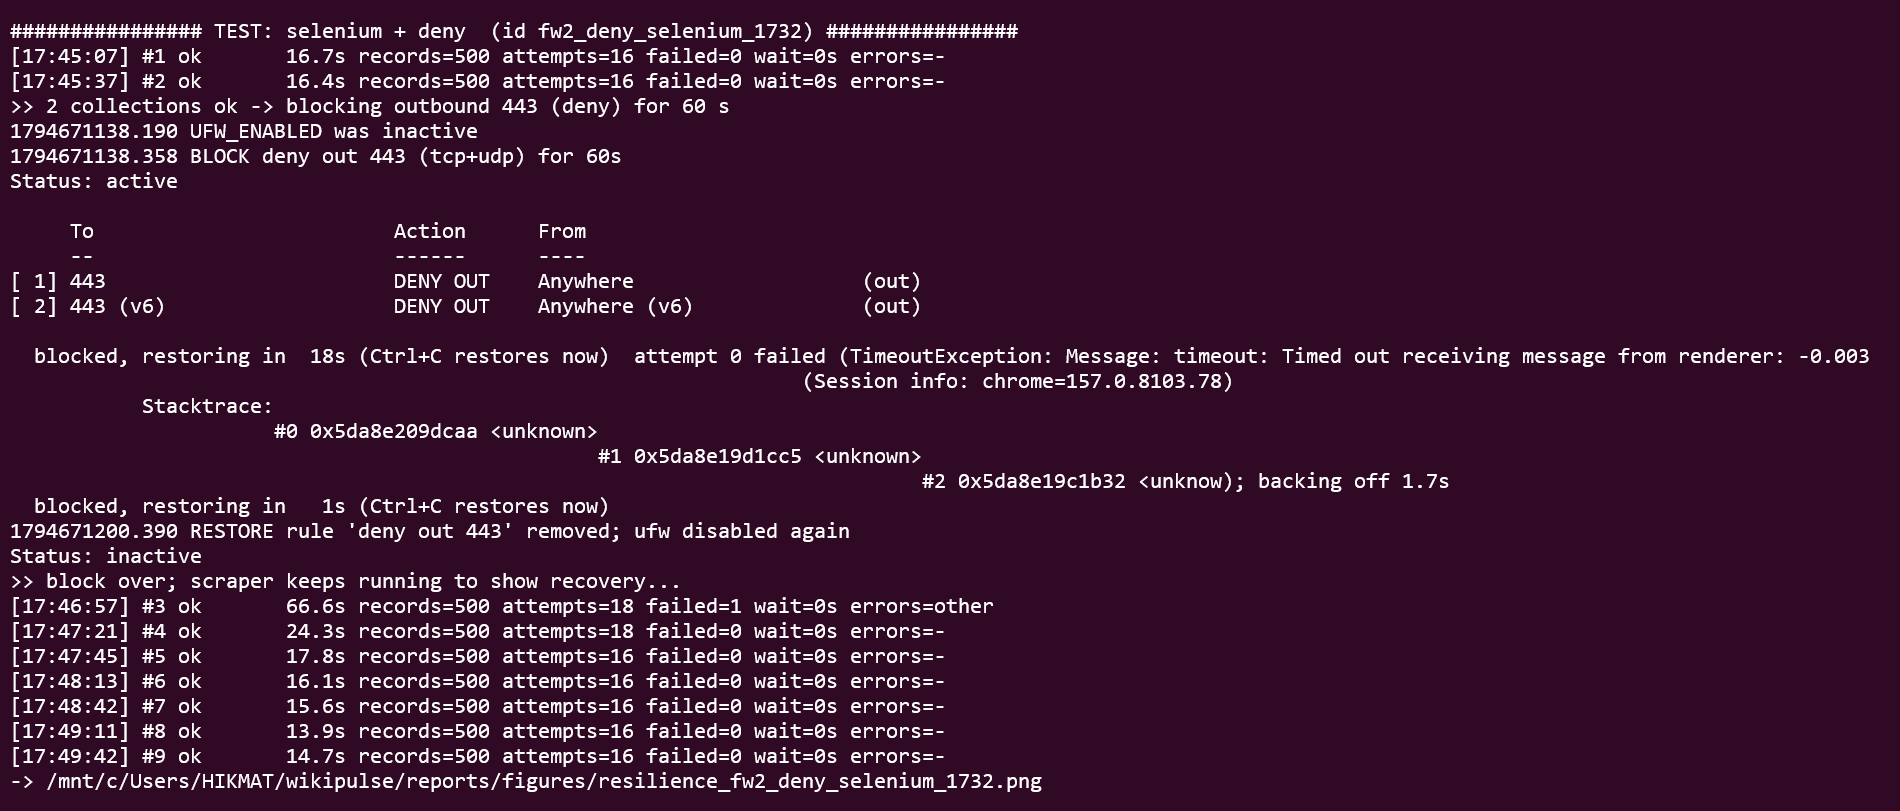 ################ TEST: selenium + deny  (id fw2_deny_selenium_1732) ################
[17:45:07] #1 ok       16.7s records=500 attempts=16 failed=0 wait=0s errors=-
[17:45:37] #2 ok       16.4s records=500 attempts=16 failed=0 wait=0s errors=-
>> 2 collections ok -> blocking outbound 443 (deny) for 60 s
1794671138.190 UFW_ENABLED was inactive
1794671138.358 BLOCK deny out 443 (tcp+udp) for 60s
Status: active
     To                         Action      From
     --                         ------      ----
[ 1] 443                        DENY OUT    Anywhere                   (out)
[ 2] 443 (v6)                   DENY OUT    Anywhere (v6)              (out)
  blocked, restoring in  18s (Ctrl+C restores now)  attempt 0 failed (TimeoutException: Message: timeout: Timed out receiving message from renderer: -0.003
                                                                  (Session info: chrome=157.0.8103.78)
           Stacktrace:
                      #0 0x5da8e209dcaa <unknown>
                                                 #1 0x5da8e19d1cc5 <unknown>
                                                                            #2 0x5da8e19c1b32 <unknow); backing off 1.7s
  blocked, restoring in   1s (Ctrl+C restores now)
1794671200.390 RESTORE rule 'deny out 443' removed; ufw disabled again
Status: inactive
>> block over; scraper keeps running to show recovery...
[17:46:57] #3 ok       66.6s records=500 attempts=18 failed=1 wait=0s errors=other
[17:47:21] #4 ok       24.3s records=500 attempts=18 failed=0 wait=0s errors=-
[17:47:45] #5 ok       17.8s records=500 attempts=16 failed=0 wait=0s errors=-
[17:48:13] #6 ok       16.1s records=500 attempts=16 failed=0 wait=0s errors=-
[17:48:42] #7 ok       15.6s records=500 attempts=16 failed=0 wait=0s errors=-
[17:49:11] #8 ok       13.9s records=500 attempts=16 failed=0 wait=0s errors=-
[17:49:42] #9 ok       14.7s records=500 attempts=16 failed=0 wait=0s errors=-
-> /mnt/c/Users/HIKMAT/wikipulse/reports/figures/resilience_fw2_deny_selenium_1732.png